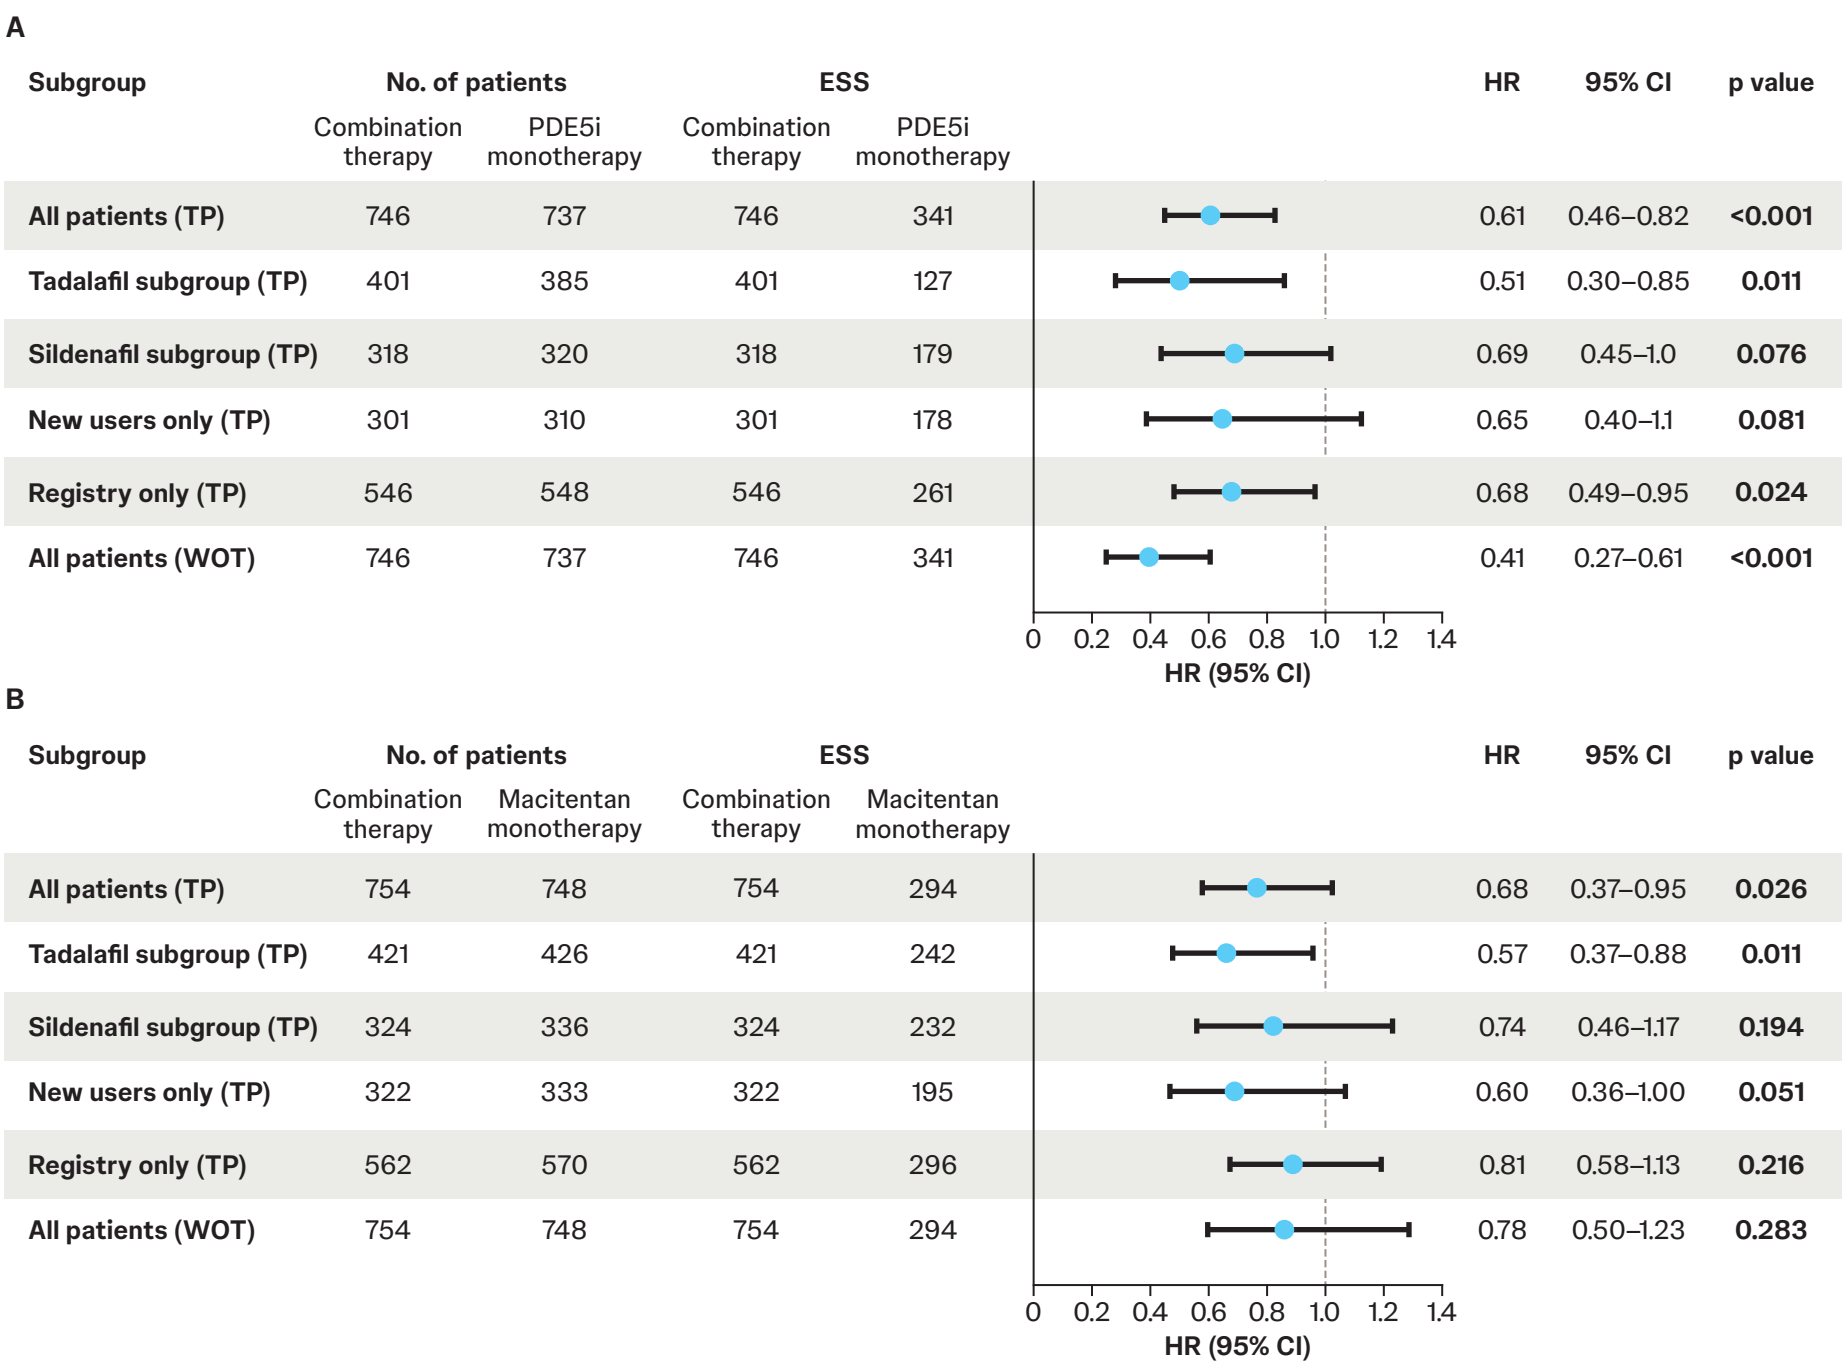 A
Subgroup No. of patients ESS HR 95% CI p value
Combination PDE5i Combination PDE5i
therapy monotherapy therapy monotherapy
All patients (TP) 746 737 746 341 0.61 0.46–0.82 <0.001
Tadalafil subgroup (TP) 401 385 401 127 0.51 0.30–0.85 0.011
Sildenafil subgroup (TP) 318 320 318 179 0.69 0.45–1.0 0.076
New users only (TP) 301 310 301 178 0.65 0.40–1.1 0.081
Registry only (TP) 546 548 546 261 0.68 0.49–0.95 0.024
All patients (WOT) 746 737 746 341 0.41 0.27–0.61 <0.001
0 0.2 0.4 0.6 0.8 1.0 1.2 1.4
HR (95% CI)
B
Subgroup No. of patients ESS HR 95% CI p value
Combination Macitentan Combination Macitentan
therapy monotherapy therapy monotherapy
All patients (TP) 754 748 754 294 0.68 0.37–0.95 0.026
Tadalafil subgroup (TP) 421 426 421 242 0.57 0.37–0.88 0.011
Sildenafil subgroup (TP) 324 336 324 232 0.74 0.46–1.17 0.194
New users only (TP) 322 333 322 195 0.60 0.36–1.00 0.051
Registry only (TP) 562 570 562 296 0.81 0.58–1.13 0.216
All patients (WOT) 754 748 754 294 0.78 0.50–1.23 0.283
0 0.2 0.4 0.6 0.8 1.0 1.2 1.4
HR (95% CI)